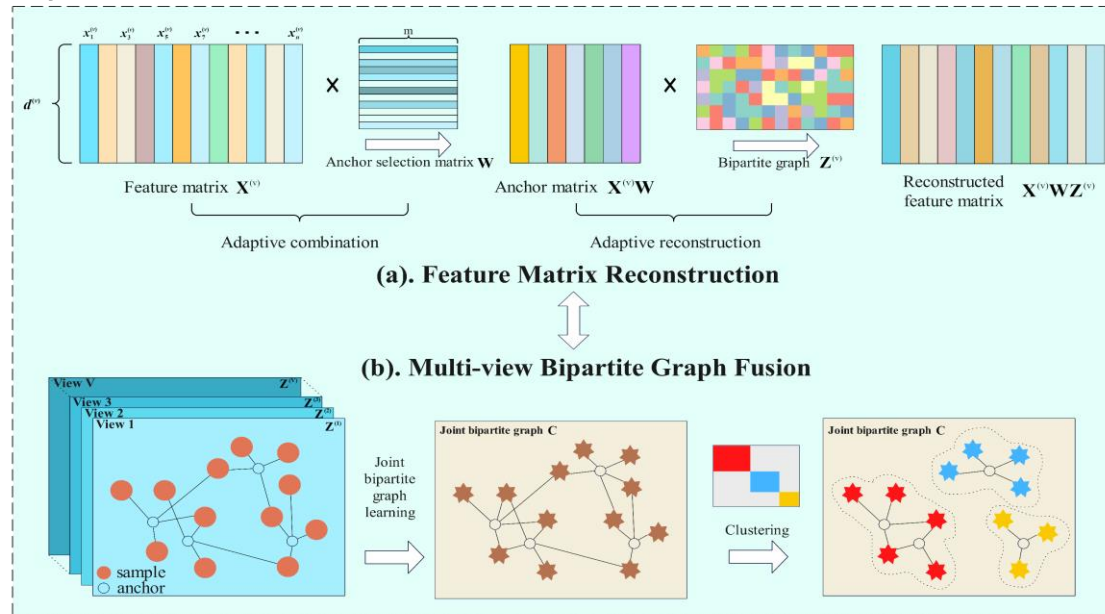 x₁⁽ᵛ⁾ x₃⁽ᵛ⁾ x₅⁽ᵛ⁾ x₇⁽ᵛ⁾ ··· xₙ⁽ᵛ⁾
m
d⁽ᵛ⁾
×
×
Anchor selection matrix W
Bipartite graph Z⁽ᵛ⁾
Feature matrix X⁽ᵛ⁾
Anchor matrix X⁽ᵛ⁾W
Reconstructed
feature matrix X⁽ᵛ⁾WZ⁽ᵛ⁾
Adaptive combination
Adaptive reconstruction
(a). Feature Matrix Reconstruction
(b). Multi-view Bipartite Graph Fusion
View V Z⁽ⱽ⁾
View 3 Z⁽³⁾
View 2 Z⁽²⁾
View 1 Z⁽¹⁾
sample
anchor
Joint
bipartite
graph
learning
Joint bipartite graph C
Clustering
Joint bipartite graph C